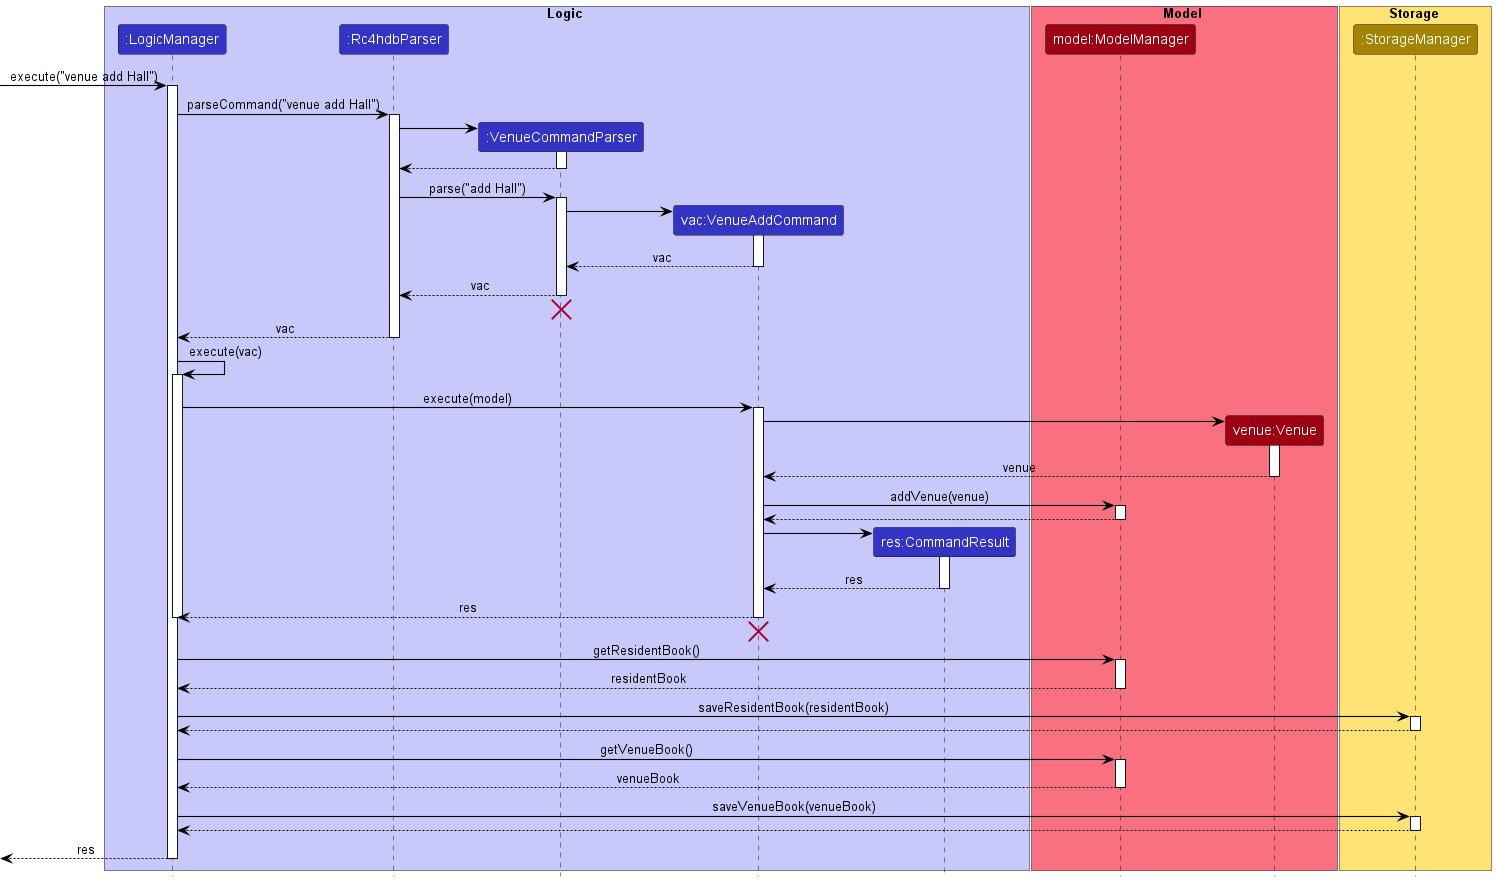 Logic
Model
Storage
:LogicManager
:Rc4hdbParser
model:ModelManager
:StorageManager
execute("venue add Hall")
parseCommand("venue add Hall")
:VenueCommandParser
parse("add Hall")
vac:VenueAddCommand
vac
vac
vac
execute(vac)
execute(model)
venue:Venue
venue
addVenue(venue)
res:CommandResult
res
res
getResidentBook()
residentBook
saveResidentBook(residentBook)
getVenueBook()
venueBook
saveVenueBook(venueBook)
res